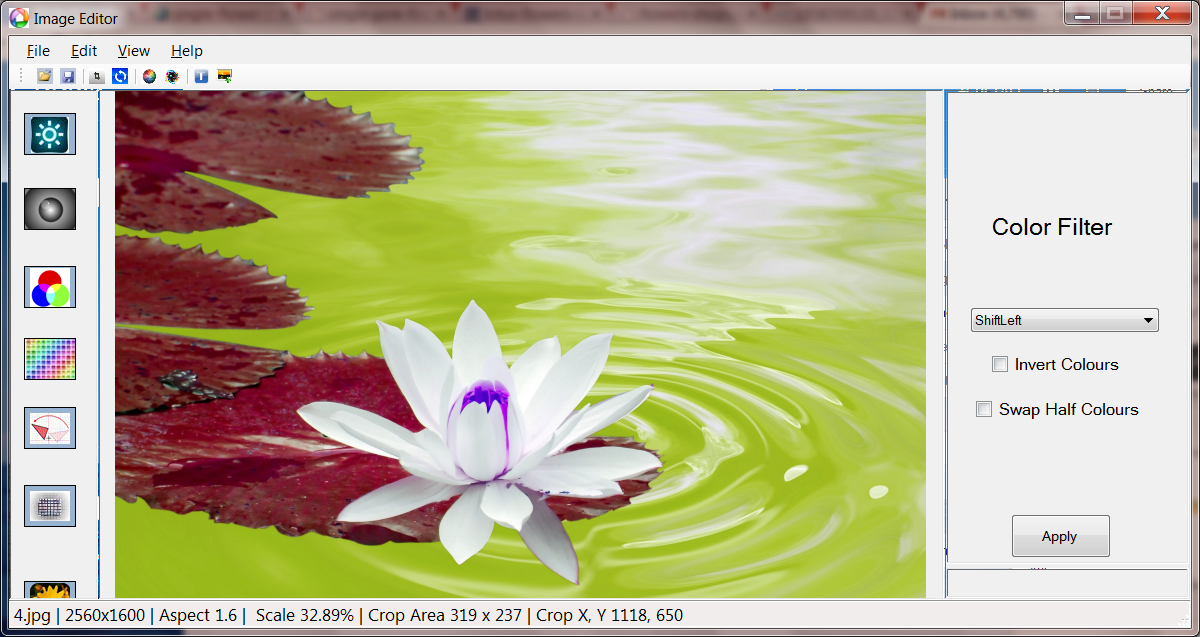 Image Editor
File Edit View Help
Color Filter
ShiftLeft
Invert Colours
Swap Half Colours
Apply
4.jpg | 2560x1600 | Aspect 1.6 | Scale 32.89% | Crop Area 319 x 237 | Crop X, Y 1118, 650